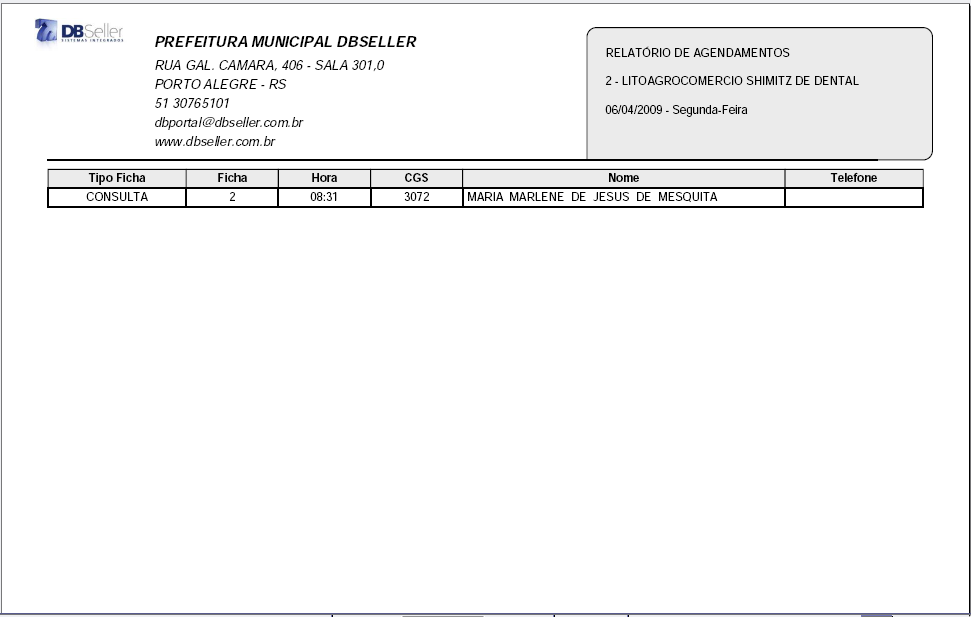 DBSeller
SISTEMAS INTEGRADOS
PREFEITURA MUNICIPAL DBSELLER
RUA GAL. CAMARA, 406 - SALA 301,0
PORTO ALEGRE - RS
51 30765101
dbportal@dbseller.com.br
www.dbseller.com.br
RELATÓRIO DE AGENDAMENTOS
2 - LITOAGROCOMERCIO SHIMITZ DE DENTAL
06/04/2009 - Segunda-Feira
Tipo Ficha Ficha Hora CGS Nome Telefone
CONSULTA 2 08:31 3072 MARIA MARLENE DE JESUS DE MESQUITA